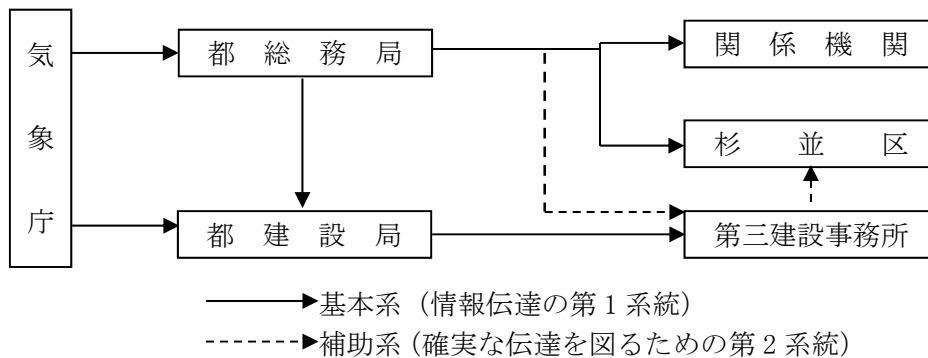 気象庁
都総務局
関係機関
杉並区
都建設局
第三建設事務所
基本系（情報伝達の第１系統）
補助系（確実な伝達を図るための第２系統）